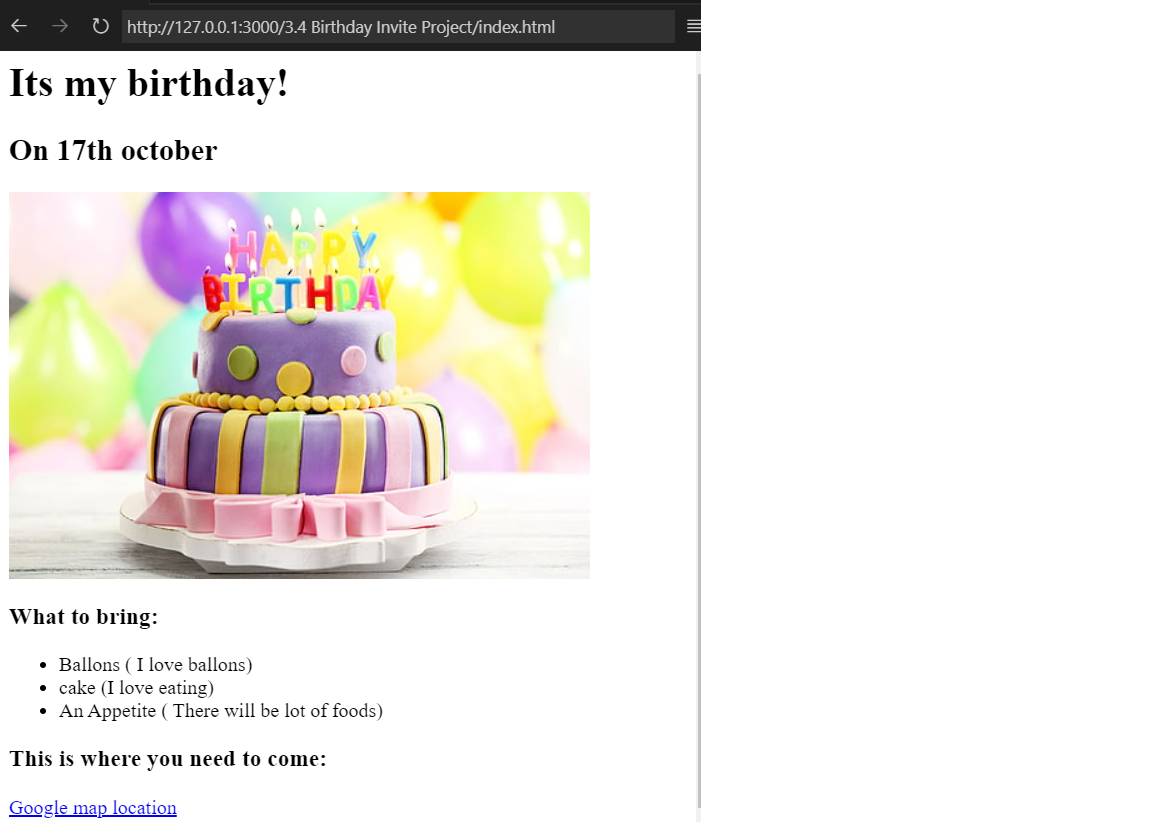 http://127.0.0.1:3000/3.4 Birthday Invite Project/index.html
Its my birthday!
On 17th october
HAPPY
BIRTHDAY
What to bring:
Ballons ( I love ballons)
cake (I love eating)
An Appetite ( There will be lot of foods)
This is where you need to come:
Google map location